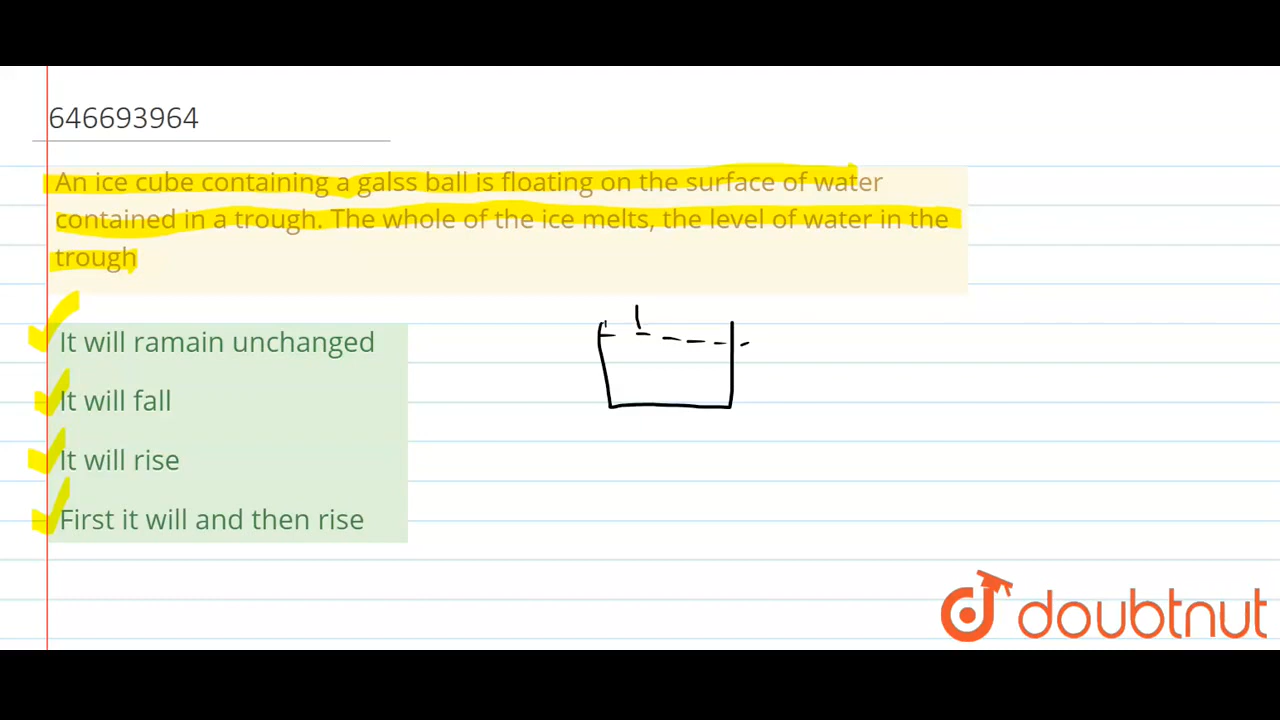 646693964
An ice cube containing a galss ball is floating on the surface of water
contained in a trough. The whole of the ice melts, the level of water in the
trough
It will ramain unchanged
It will fall
It will rise
First it will and then rise
doubtnut